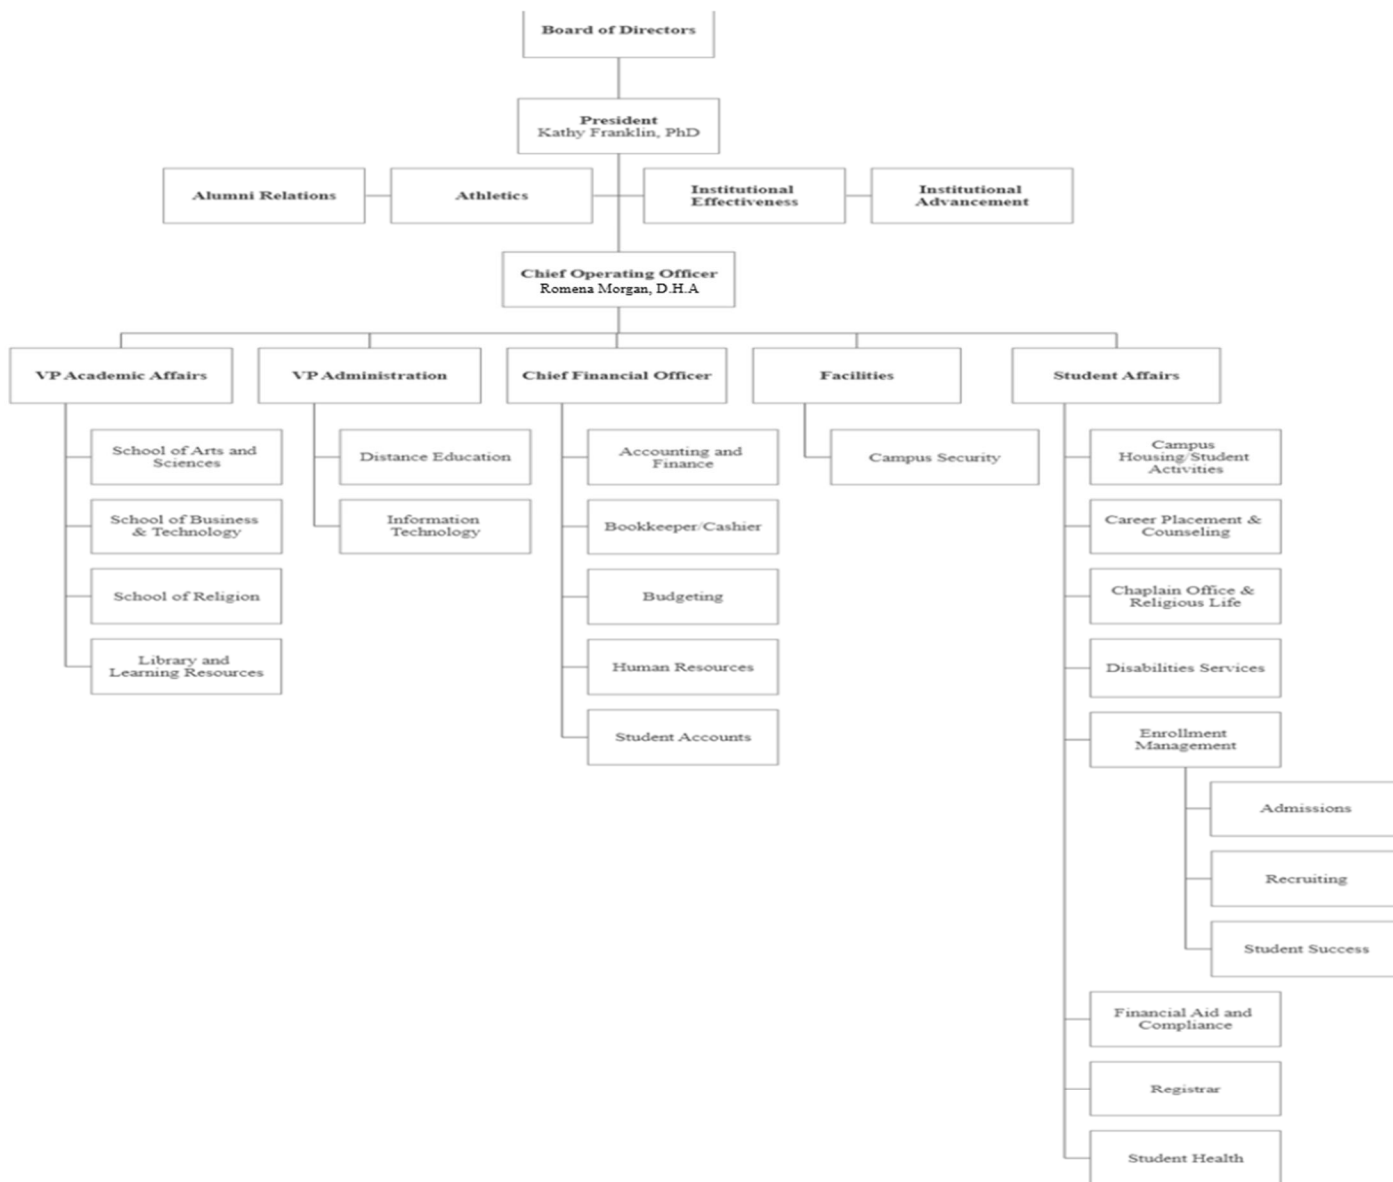 Board of Directors
President
Kathy Franklin, PhD
Alumni Relations
Athletics
Institutional
Effectiveness
Institutional
Advancement
Chief Operating Officer
Romena Morgan, D.H.A
VP Academic Affairs
VP Administration
Chief Financial Officer
Facilities
Student Affairs
School of Arts and
Sciences
School of Business
& Technology
School of Religion
Library and
Learning Resources
Distance Education
Information
Technology
Accounting and
Finance
Bookkeeper/Cashier
Budgeting
Human Resources
Student Accounts
Campus Security
Campus
Housing/Student
Activities
Career Placement &
Counseling
Chaplain Office &
Religious Life
Disabilities Services
Enrollment
Management
Admissions
Recruiting
Student Success
Financial Aid and
Compliance
Registrar
Student Health